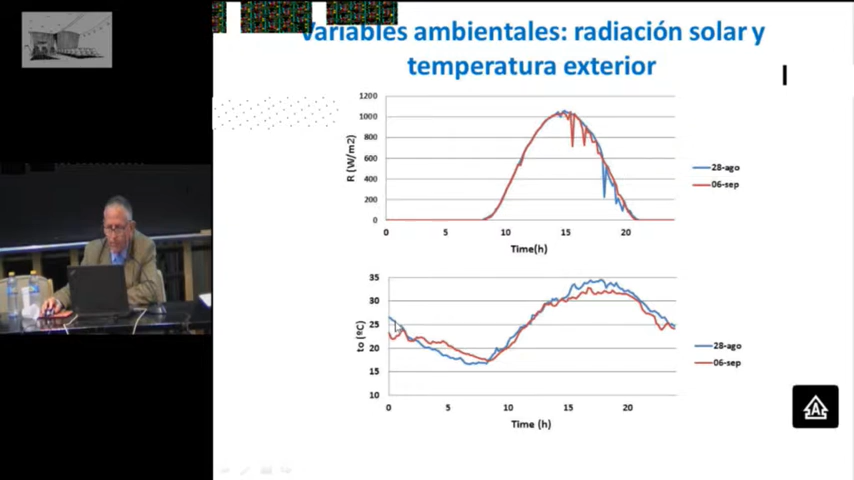 Variables ambientales: radiación solar y
temperatura exterior
R (W/m2)
1200
1000
800
600
400
200
0
0 5 10 15 20
Time(h)
28-ago
06-sep
to (ºC)
35
30
25
20
15
10
0 5 10 15 20
Time (h)
28-ago
06-sep
A